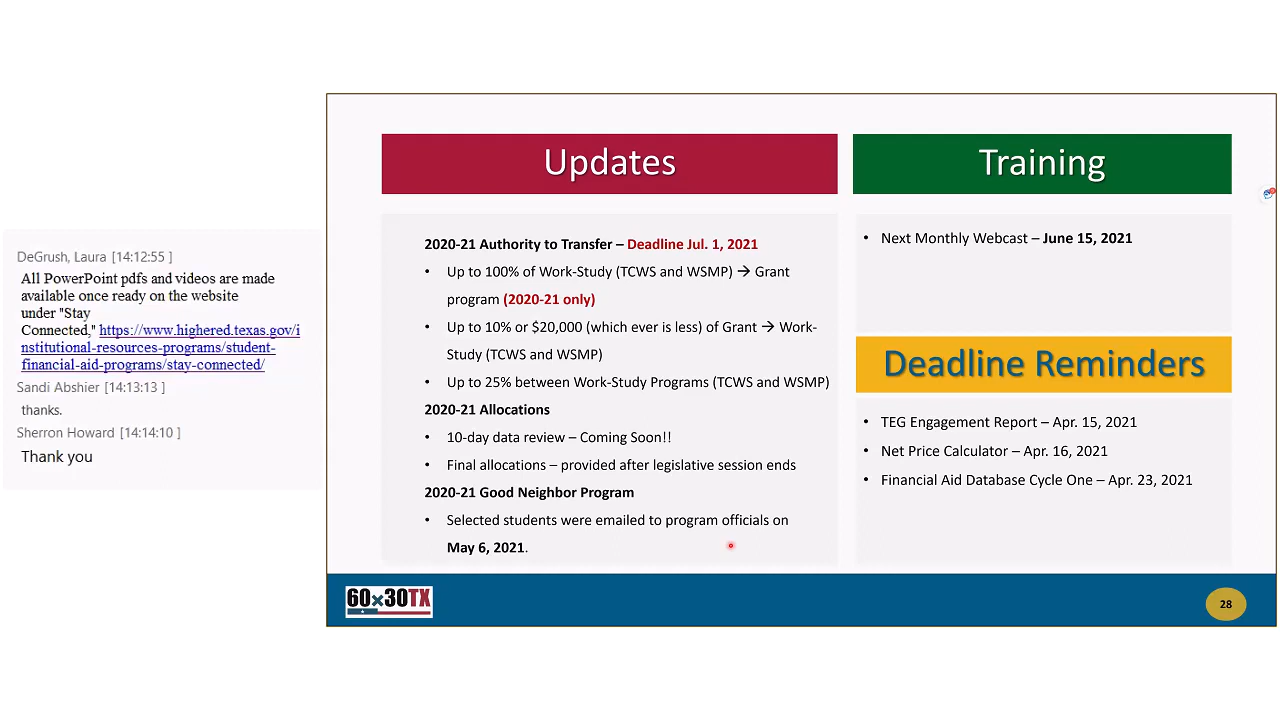 DeGrush, Laura [14:12:55 ]
All PowerPoint pdfs and videos are made
available once ready on the website
under "Stay
Connected," https://www.highered.texas.gov/i
nstitutional-resources-programs/student-
financial-aid-programs/stay-connected/
Sandi Abshier [14:13:13 ]
thanks.
Sherron Howard [14:14:10 ]
Thank you
Updates
2020-21 Authority to Transfer – Deadline Jul. 1, 2021
• Up to 100% of Work-Study (TCWS and WSMP) → Grant
program (2020-21 only)
• Up to 10% or $20,000 (which ever is less) of Grant → Work-
Study (TCWS and WSMP)
• Up to 25% between Work-Study Programs (TCWS and WSMP)
2020-21 Allocations
• 10-day data review – Coming Soon!!
• Final allocations – provided after legislative session ends
2020-21 Good Neighbor Program
• Selected students were emailed to program officials on
May 6, 2021.
Training
• Next Monthly Webcast – June 15, 2021
Deadline Reminders
• TEG Engagement Report – Apr. 15, 2021
• Net Price Calculator – Apr. 16, 2021
• Financial Aid Database Cycle One – Apr. 23, 2021
60x30TX
28